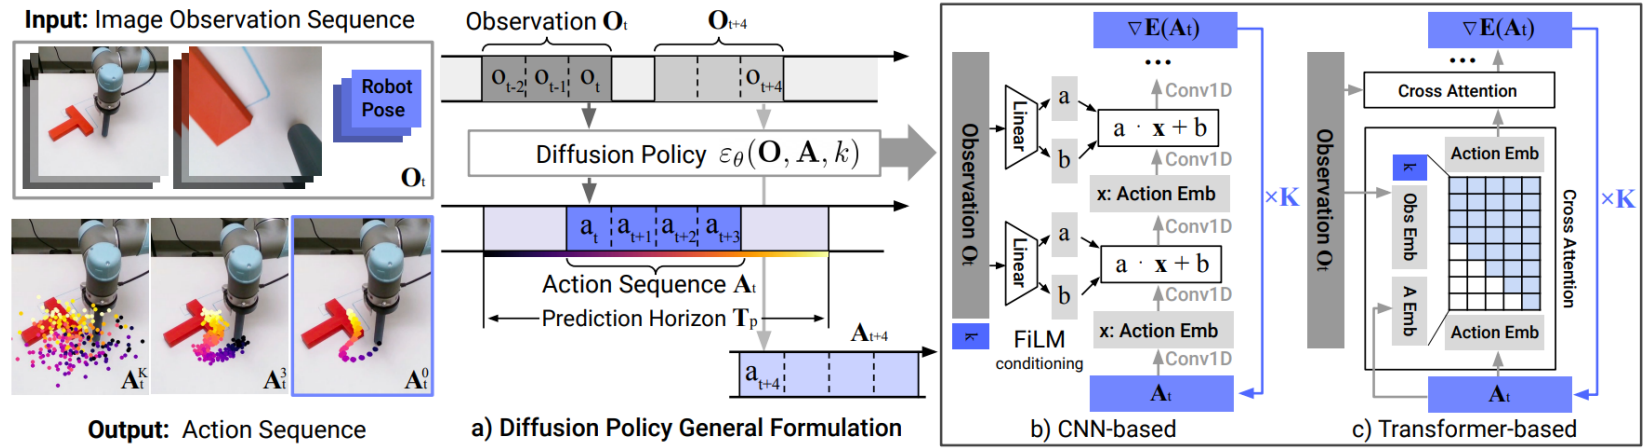 Input: Image Observation Sequence
Robot
Pose
Oₜ
Aₜᴷ
Aₜ³
Aₜ⁰
Output: Action Sequence
Observation Oₜ
Oₜ₊₄
oₜ₋₂ oₜ₋₁ oₜ
oₜ₊₄
Diffusion Policy ε_θ(O, A, k)
aₜ aₜ₊₁ aₜ₊₂ aₜ₊₃
Action Sequence Aₜ
Prediction Horizon Tₚ
Aₜ₊₄
aₜ₊₄
a) Diffusion Policy General Formulation
∇E(Aₜ)
...
Conv1D
a · x + b
Conv1D
x: Action Emb
Conv1D
a · x + b
Conv1D
x: Action Emb
Conv1D
Aₜ
Observation Oₜ
k
Linear
a
b
Linear
a
b
FiLM
conditioning
×K
b) CNN-based
∇E(Aₜ)
...
Cross Attention
Action Emb
k
Obs Emb
A Emb
Action Emb
Cross Attention
Observation Oₜ
Aₜ
×K
c) Transformer-based